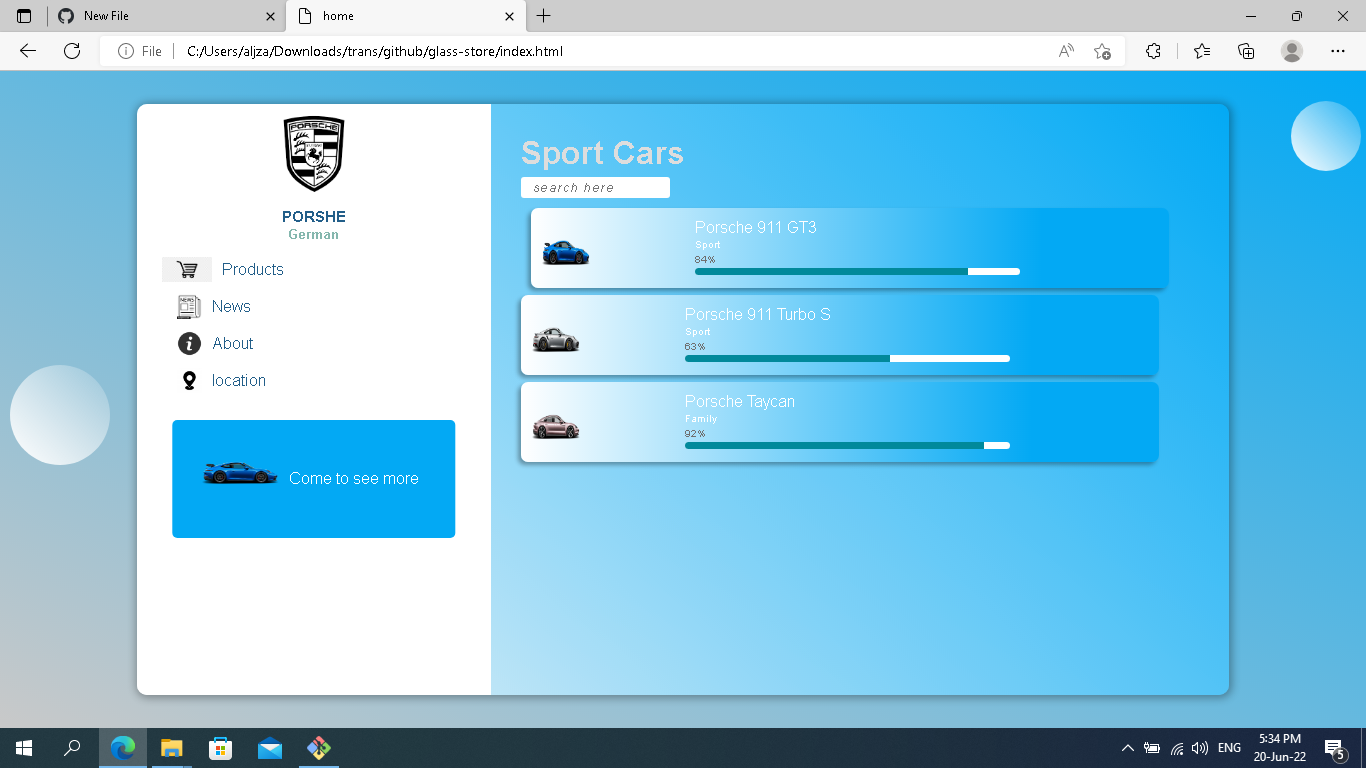 New File
home
File
C:/Users/aljza/Downloads/trans/github/glass-store/index.html
PORSCHE
PORSHE
German
Products
NEWS
News
About
location
Come to see more
Sport Cars
search here
Porsche 911 GT3
Sport
84%
Porsche 911 Turbo S
Sport
63%
Porsche Taycan
Family
92%
ENG
5:34 PM
20-Jun-22
5